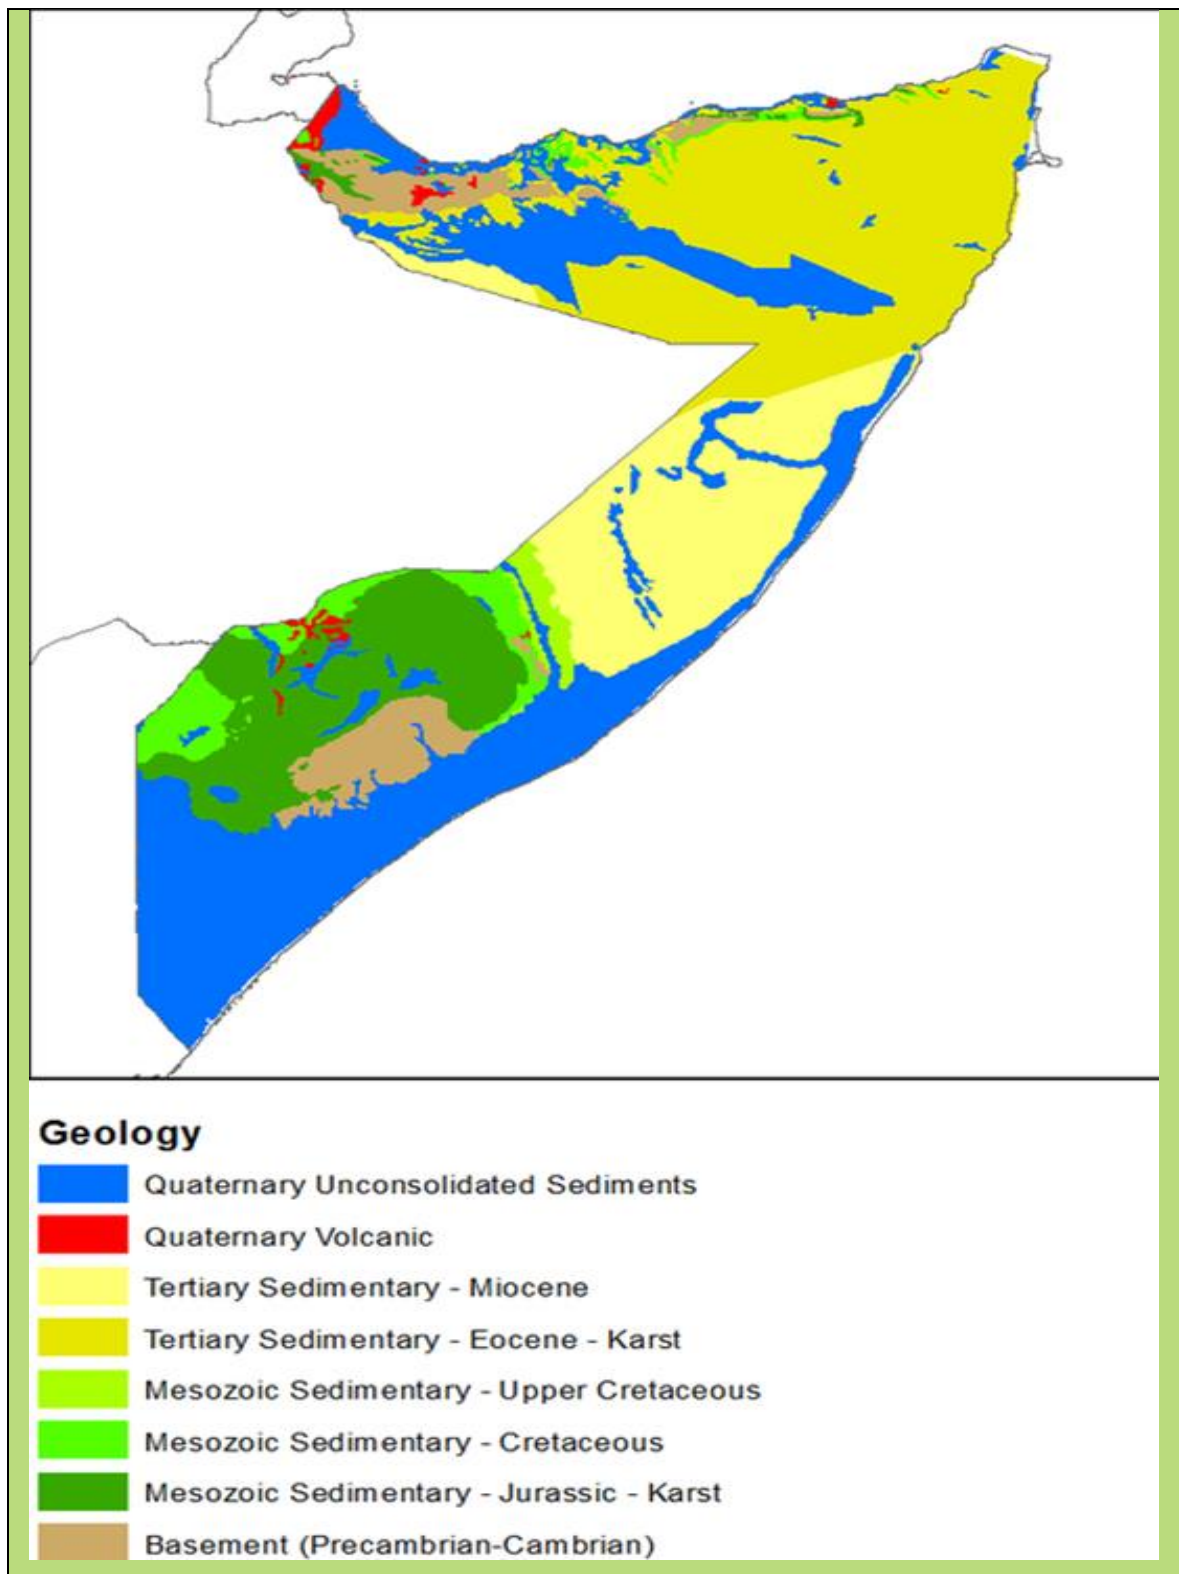 Geology
Quaternary Unconsolidated Sediments
Quaternary Volcanic
Tertiary Sedimentary - Miocene
Tertiary Sedimentary - Eocene - Karst
Mesozoic Sedimentary - Upper Cretaceous
Mesozoic Sedimentary - Cretaceous
Mesozoic Sedimentary - Jurassic - Karst
Basement (Precambrian-Cambrian)